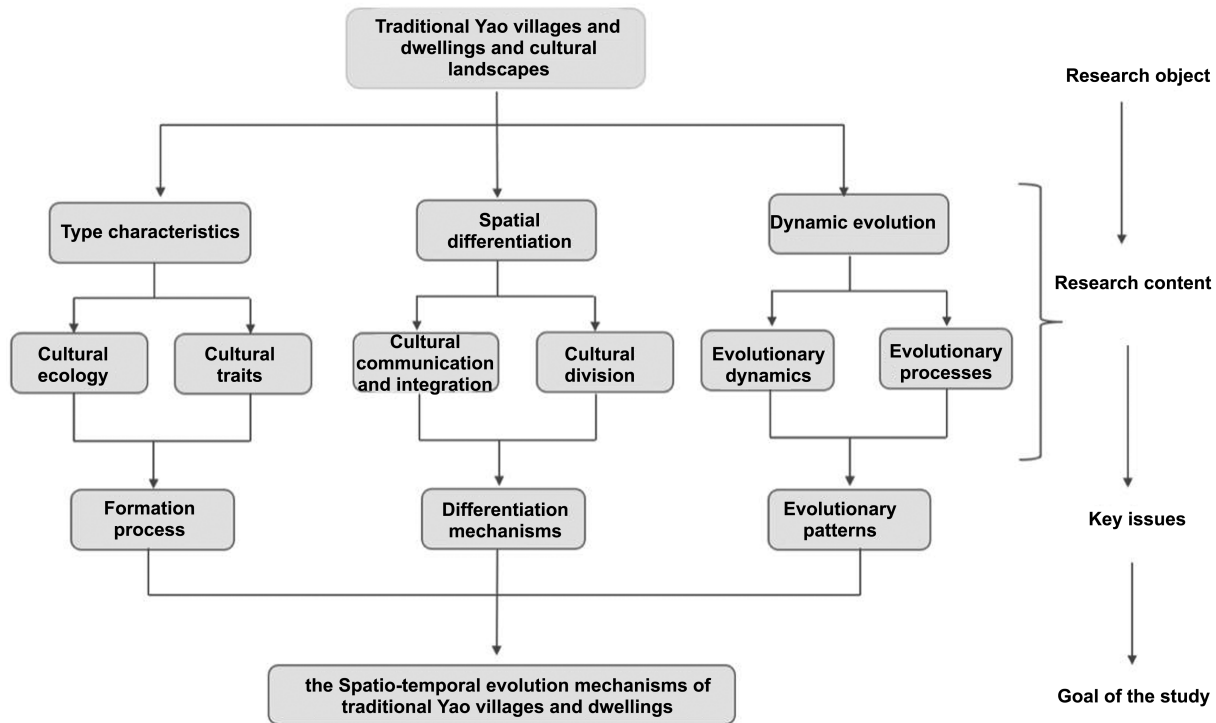 Traditional Yao villages and
dwellings and cultural
landscapes
Research object
Type characteristics
Spatial
differentiation
Dynamic evolution
Research content
Cultural
ecology
Cultural
traits
Cultural
communication
and integration
Cultural
division
Evolutionary
dynamics
Evolutionary
processes
Formation
process
Differentiation
mechanisms
Evolutionary
patterns
Key issues
the Spatio-temporal evolution mechanisms of
traditional Yao villages and dwellings
Goal of the study